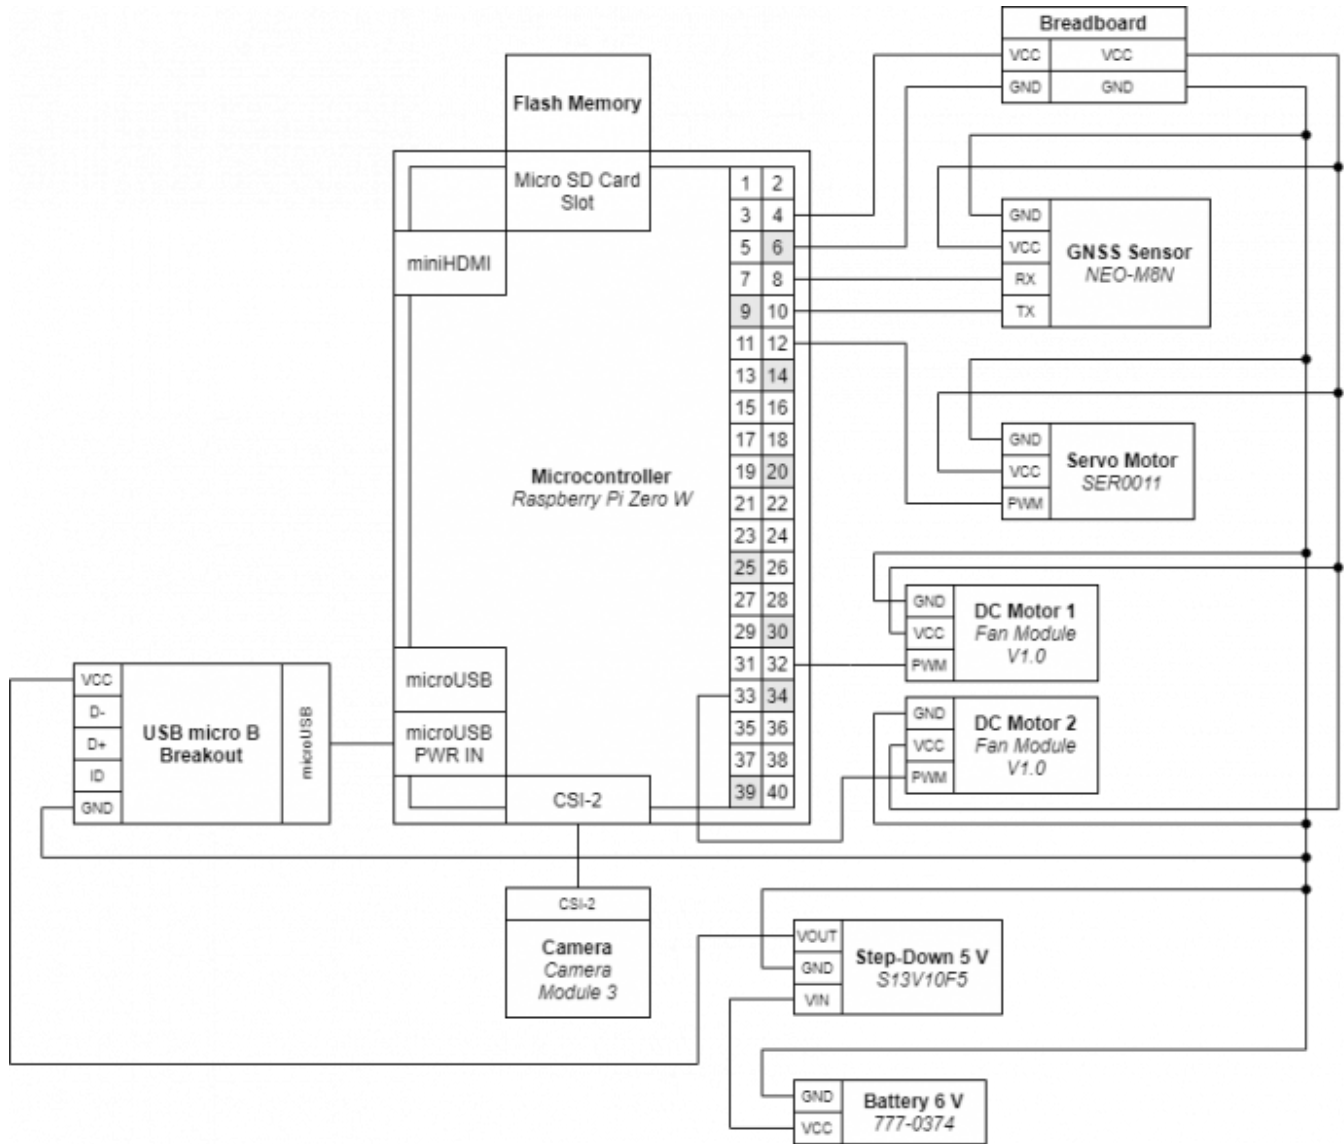 Breadboard
VCC VCC
GND GND
Flash Memory
Micro SD Card
Slot
miniHDMI
Microcontroller
Raspberry Pi Zero W
microUSB
microUSB
PWR IN
CSI-2
1 2
3 4
5 6
7 8
9 10
11 12
13 14
15 16
17 18
19 20
21 22
23 24
25 26
27 28
29 30
31 32
33 34
35 36
37 38
39 40
GND
VCC
RX
TX
GNSS Sensor
NEO-M8N
GND
VCC
PWM
Servo Motor
SER0011
GND
VCC
PWM
DC Motor 1
Fan Module
V1.0
GND
VCC
PWM
DC Motor 2
Fan Module
V1.0
VCC
D-
D+
ID
GND
USB micro B
Breakout
microUSB
CSI-2
Camera
Camera
Module 3
VOUT
GND
VIN
Step-Down 5 V
S13V10F5
GND
VCC
Battery 6 V
777-0374